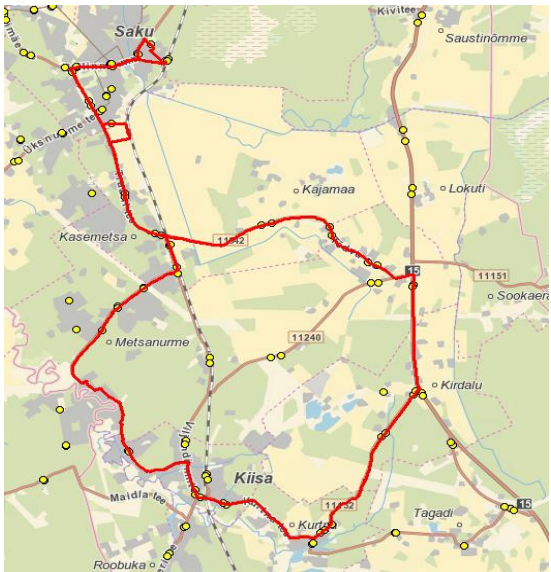 Kivitee
Saku
Saustinõmme
Üksnurme tee
Kajamaa
Lokuti
Kasemetsa
11342
15
11151
Sookaera
11240
Metsanurme
Kirdalu
Kiisa
Maidla tee
11152
15
Kurtna
Tagadi
Roobuka